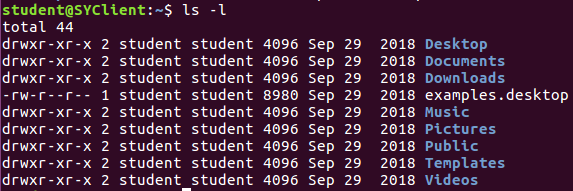 student@SYClient:~$ ls -l
total 44
drwxr-xr-x 2 student student 4096 Sep 29  2018 Desktop
drwxr-xr-x 2 student student 4096 Sep 29  2018 Documents
drwxr-xr-x 2 student student 4096 Sep 29  2018 Downloads
-rw-r--r-- 1 student student 8980 Sep 29  2018 examples.desktop
drwxr-xr-x 2 student student 4096 Sep 29  2018 Music
drwxr-xr-x 2 student student 4096 Sep 29  2018 Pictures
drwxr-xr-x 2 student student 4096 Sep 29  2018 Public
drwxr-xr-x 2 student student 4096 Sep 29  2018 Templates
drwxr-xr-x 2 student student 4096 Sep 29  2018 Videos